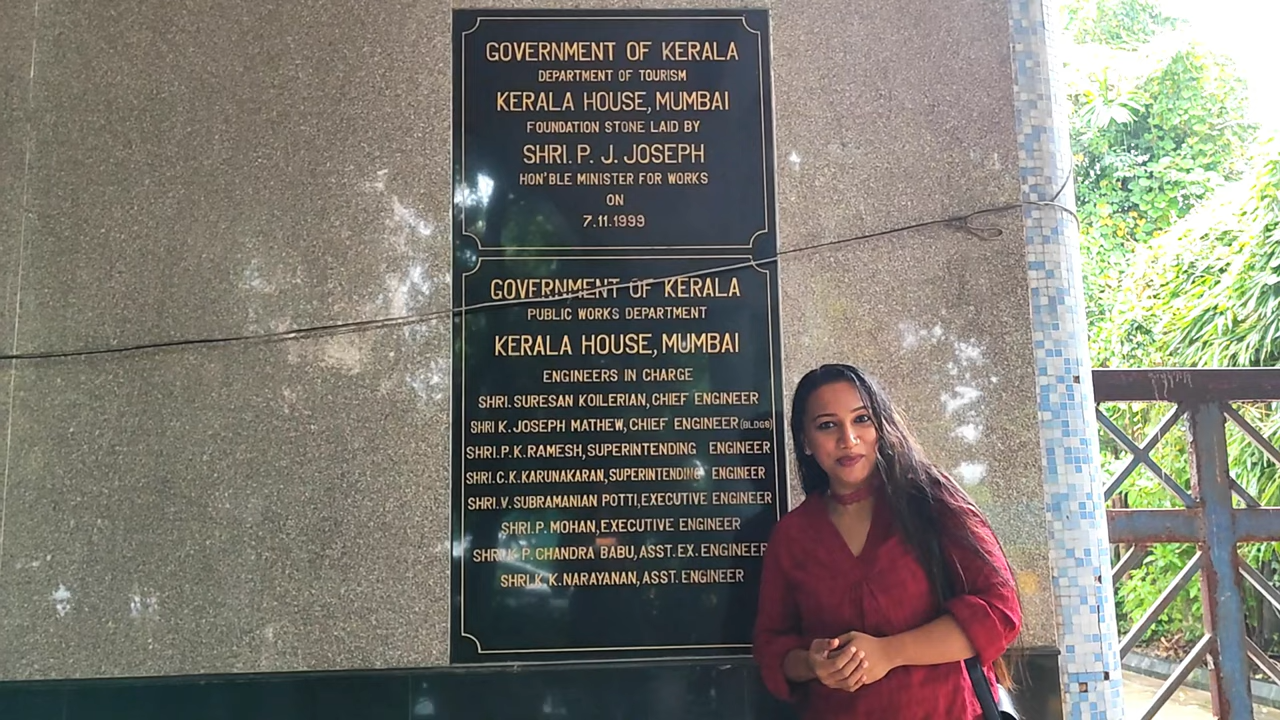 GOVERNMENT OF KERALA
DEPARTMENT OF TOURISM
KERALA HOUSE, MUMBAI
FOUNDATION STONE LAID BY
SHRI. P. J. JOSEPH
HON'BLE MINISTER FOR WORKS
ON
7.11.1999
GOVERNMENT OF KERALA
PUBLIC WORKS DEPARTMENT
KERALA HOUSE, MUMBAI
ENGINEERS IN CHARGE
SHRI. SURESAN KOILERIAN, CHIEF ENGINEER
SHRI K. JOSEPH MATHEW, CHIEF ENGINEER (BLDGS)
SHRI. P. K. RAMESH, SUPERINTENDING ENGINEER
SHRI. C. K. KARUNAKARAN, SUPERINTENDING ENGINEER
SHRI. V. SUBRAMANIAN POTTI, EXECUTIVE ENGINEER
SHRI. P. MOHAN, EXECUTIVE ENGINEER
SHRI. P. CHANDRA BABU, ASST. EX. ENGINEER
SHRI. K. K. NARAYANAN, ASST. ENGINEER